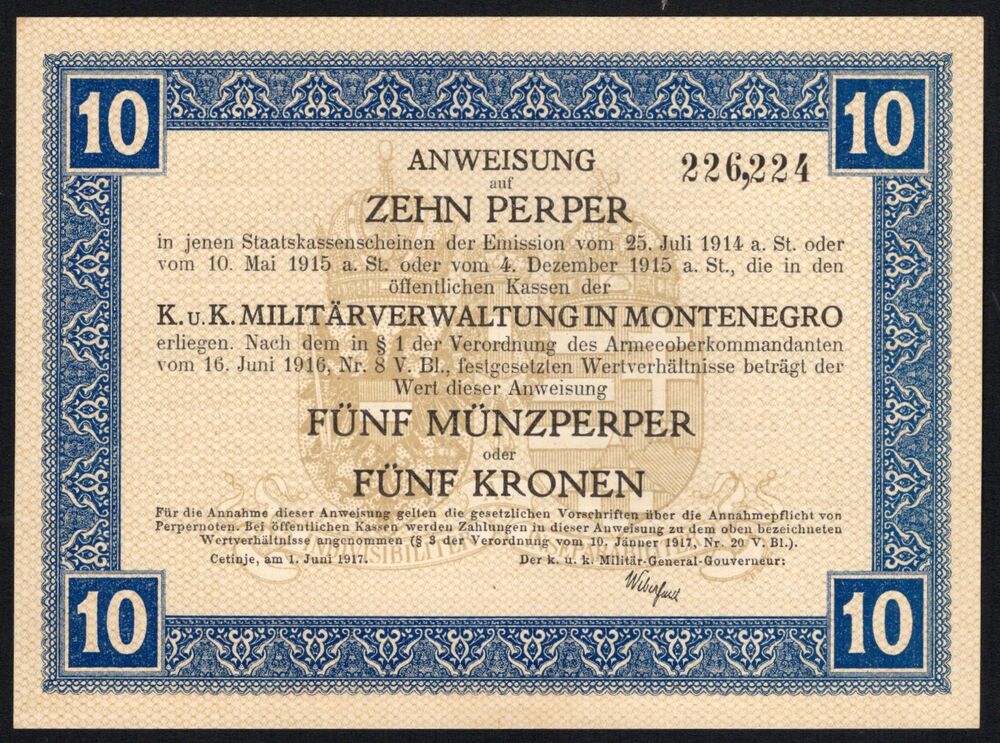 10
10
ANWEISUNG
226,224
auf
ZEHN PERPER
in jenen Staatskassenscheinen der Emission vom 25. Juli 1914 a. St. oder
vom 10. Mai 1915 a. St. oder vom 4. Dezember 1915 a. St., die in den
öffentlichen Kassen der
K.U.K. MILITÄRVERWALTUNG IN MONTENEGRO
erliegen. Nach dem in § 1 der Verordnung des Armeeoberkommandanten
vom 16. Juni 1916, Nr. 8 V. Bl., festgesetzten Wertverhältnisse beträgt der
Wert dieser Anweisung
FÜNF MÜNZPERPER
oder
FÜNF KRONEN
Für die Annahme dieser Anweisung gelten die gesetzlichen Vorschriften über die Annahmepflicht von
Perpernoten. Bei öffentlichen Kassen werden Zahlungen in dieser Anweisung zu dem oben bezeichneten
Wertverhältnisse angenommen (§ 3 der Verordnung vom 10. Jänner 1917, Nr. 20 V. Bl.).
Cetinje, am 1. Juni 1917. Der k. u. k. Militär-General-Gouverneur:
10
10